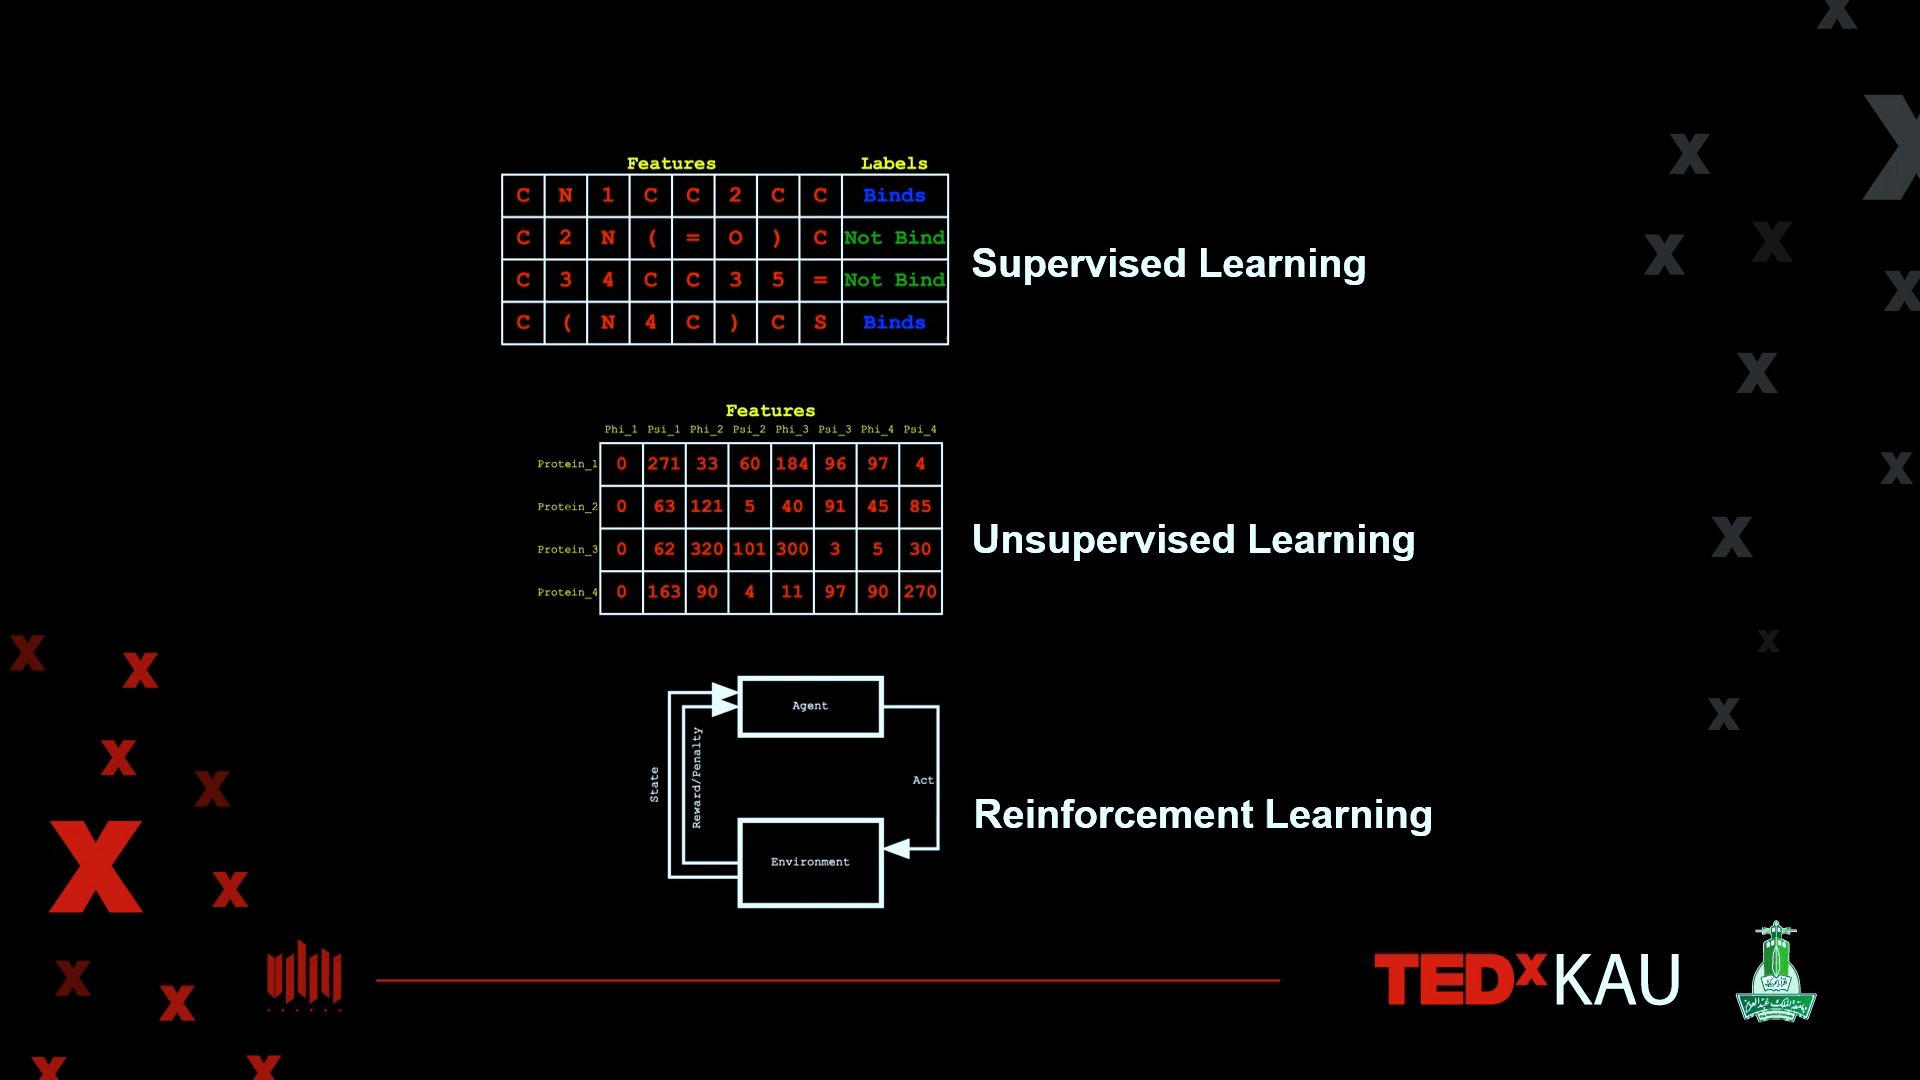 Features Labels
C N 1 C C 2 C C Binds
C 2 N ( = O ) C Not Bind
C 3 4 C C 3 5 = Not Bind
C ( N 4 C ) C S Binds
Supervised Learning
Features
Phi_1 Psi_1 Phi_2 Psi_2 Phi_3 Psi_3 Phi_4 Psi_4
Protein_1 0 271 33 60 184 96 97 4
Protein_2 0 63 121 5 40 91 45 85
Protein_3 0 62 320 101 300 3 5 30
Protein_4 0 163 90 4 11 97 90 270
Unsupervised Learning
Agent
State
Reward/Penalty
Act
Environment
Reinforcement Learning
TEDxKAU
جامعة الملك عبدالعزيز